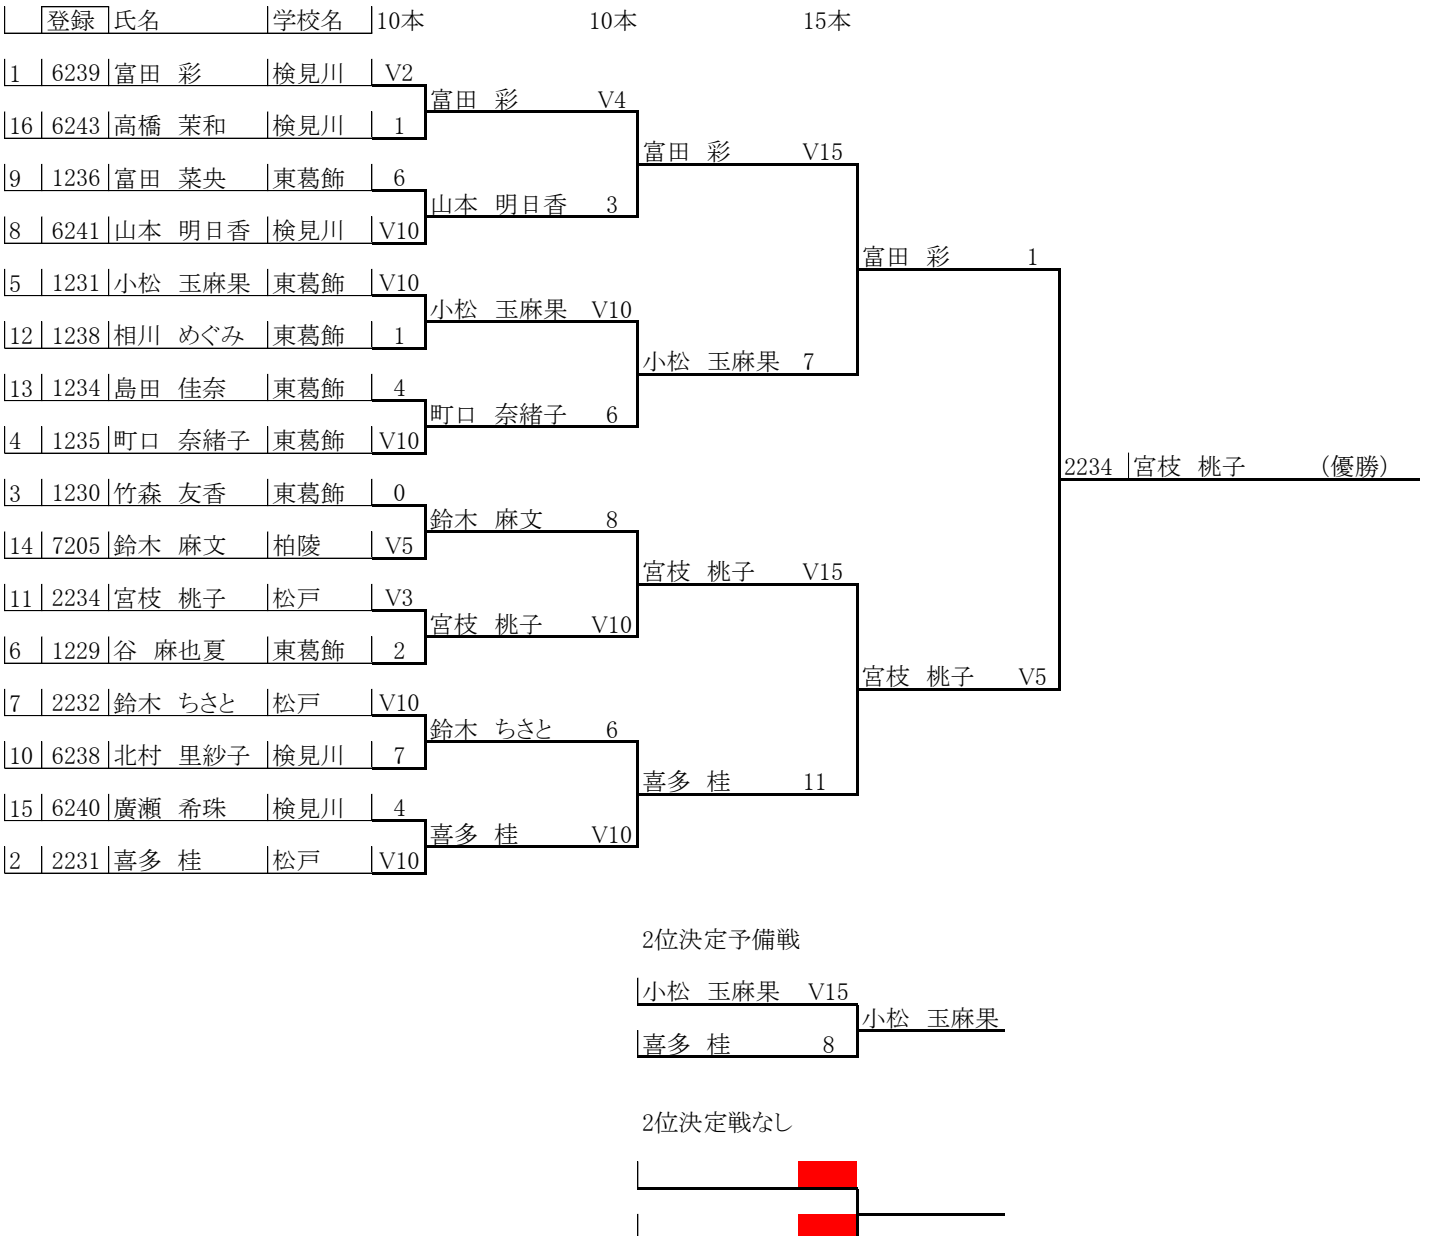 登録 氏名 学校名 10本 10本 15本
1 6239 富田 彩 検見川 V2
富田 彩 V4
16 6243 高橋 茉和 検見川 1
富田 彩 V15
9 1236 富田 菜央 東葛飾 6
山本 明日香 3
8 6241 山本 明日香 検見川 V10
富田 彩 1
5 1231 小松 玉麻果 東葛飾 V10
小松 玉麻果 V10
12 1238 相川 めぐみ 東葛飾 1
小松 玉麻果 7
13 1234 島田 佳奈 東葛飾 4
町口 奈緒子 6
4 1235 町口 奈緒子 東葛飾 V10
2234 宮枝 桃子 (優勝)
3 1230 竹森 友香 東葛飾 0
鈴木 麻文 8
14 7205 鈴木 麻文 柏陵 V5
宮枝 桃子 V15
11 2234 宮枝 桃子 松戸 V3
宮枝 桃子 V10
6 1229 谷 麻也夏 東葛飾 2
宮枝 桃子 V5
7 2232 鈴木 ちさと 松戸 V10
鈴木 ちさと 6
10 6238 北村 里紗子 検見川 7
喜多 桂 11
15 6240 廣瀬 希珠 検見川 4
喜多 桂 V10
2 2231 喜多 桂 松戸 V10
2位決定予備戦
小松 玉麻果 V15
小松 玉麻果
喜多 桂 8
2位決定戦なし